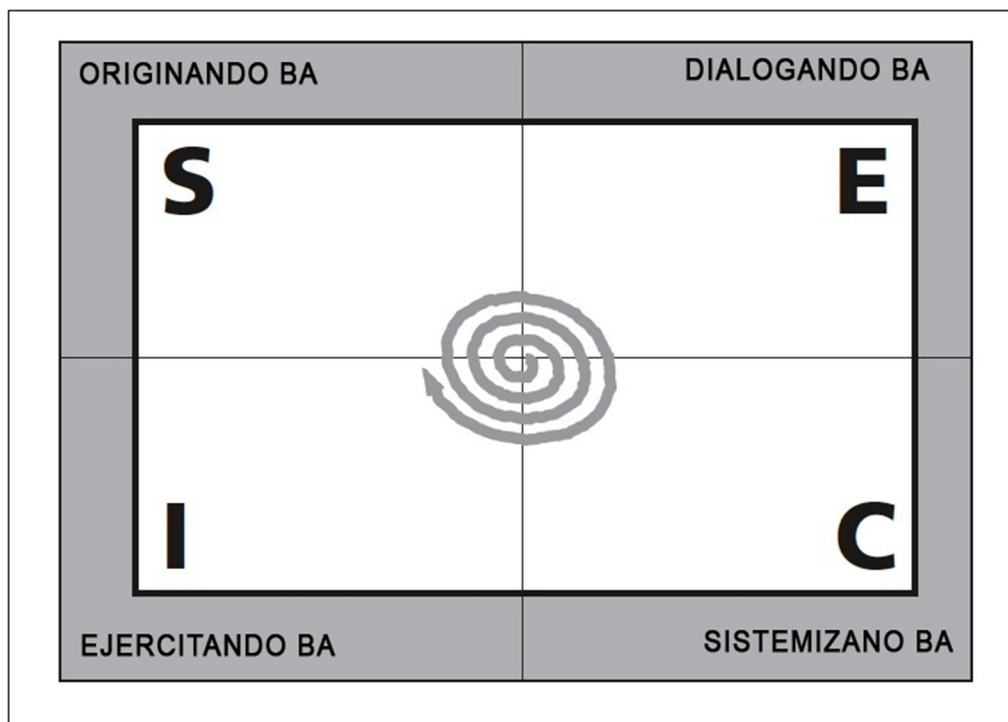 ORIGINANDO BA
DIALOGANDO BA
S
E
I
C
EJERCITANDO BA
SISTEMIZANO BA